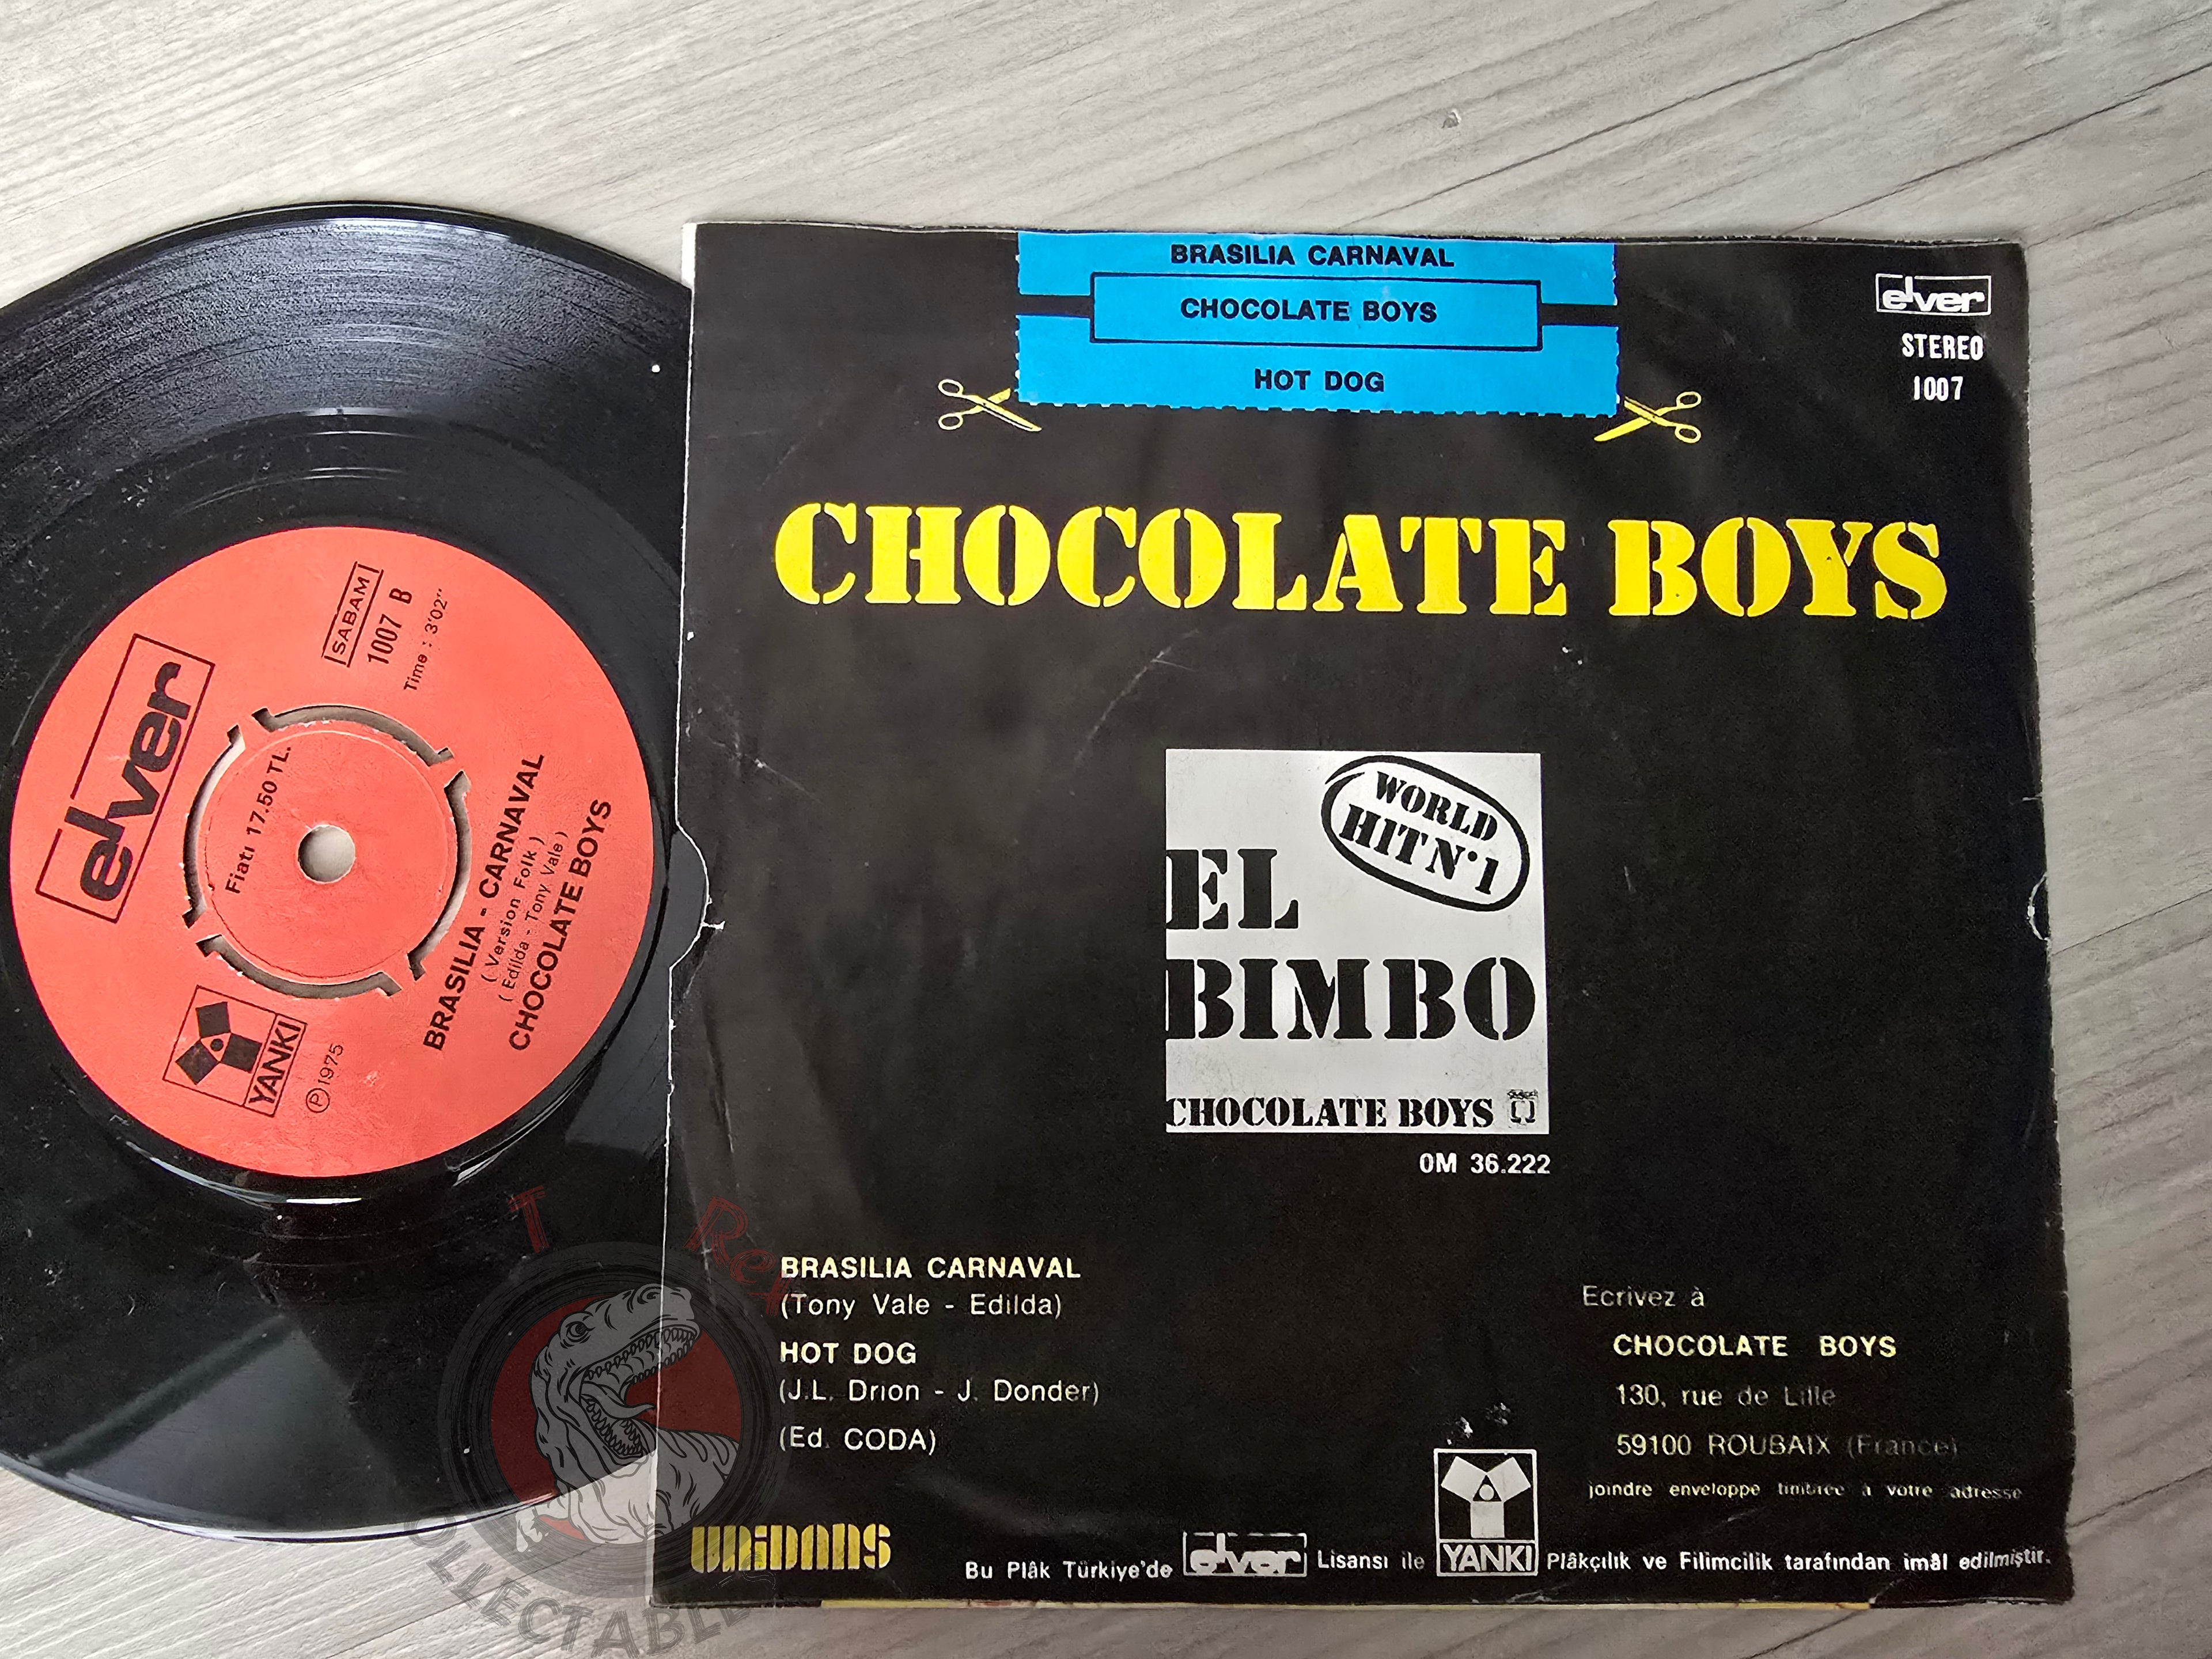 elver
SABAM
1007 B
Time : 3'02"
Fiatı 17.50 TL.
YANKI
Ⓟ1975
BRASILIA - CARNAVAL
( Version Folk )
( Edilda - Tony Vale )
CHOCOLATE BOYS
BRASILIA CARNAVAL
CHOCOLATE BOYS
HOT DOG
elver
STEREO
1007
CHOCOLATE BOYS
WORLD
HIT N°1
EL
BIMBO
CHOCOLATE BOYS
OM 36.222
BRASILIA CARNAVAL
(Tony Vale - Edilda)
HOT DOG
(J.L. Drion - J. Donder)
(Ed. CODA)
Ecrivez à
CHOCOLATE BOYS
130, rue de Lille
59100 ROUBAIX (France)
joindre enveloppe timbrée à votre adresse
UNIDANS
Bu Plâk Türkiye'de elver Lisansı ile YANKI Plâkçılık ve Filimcilik tarafından imâl edilmiştir.
T Rex
COLLECTABLES